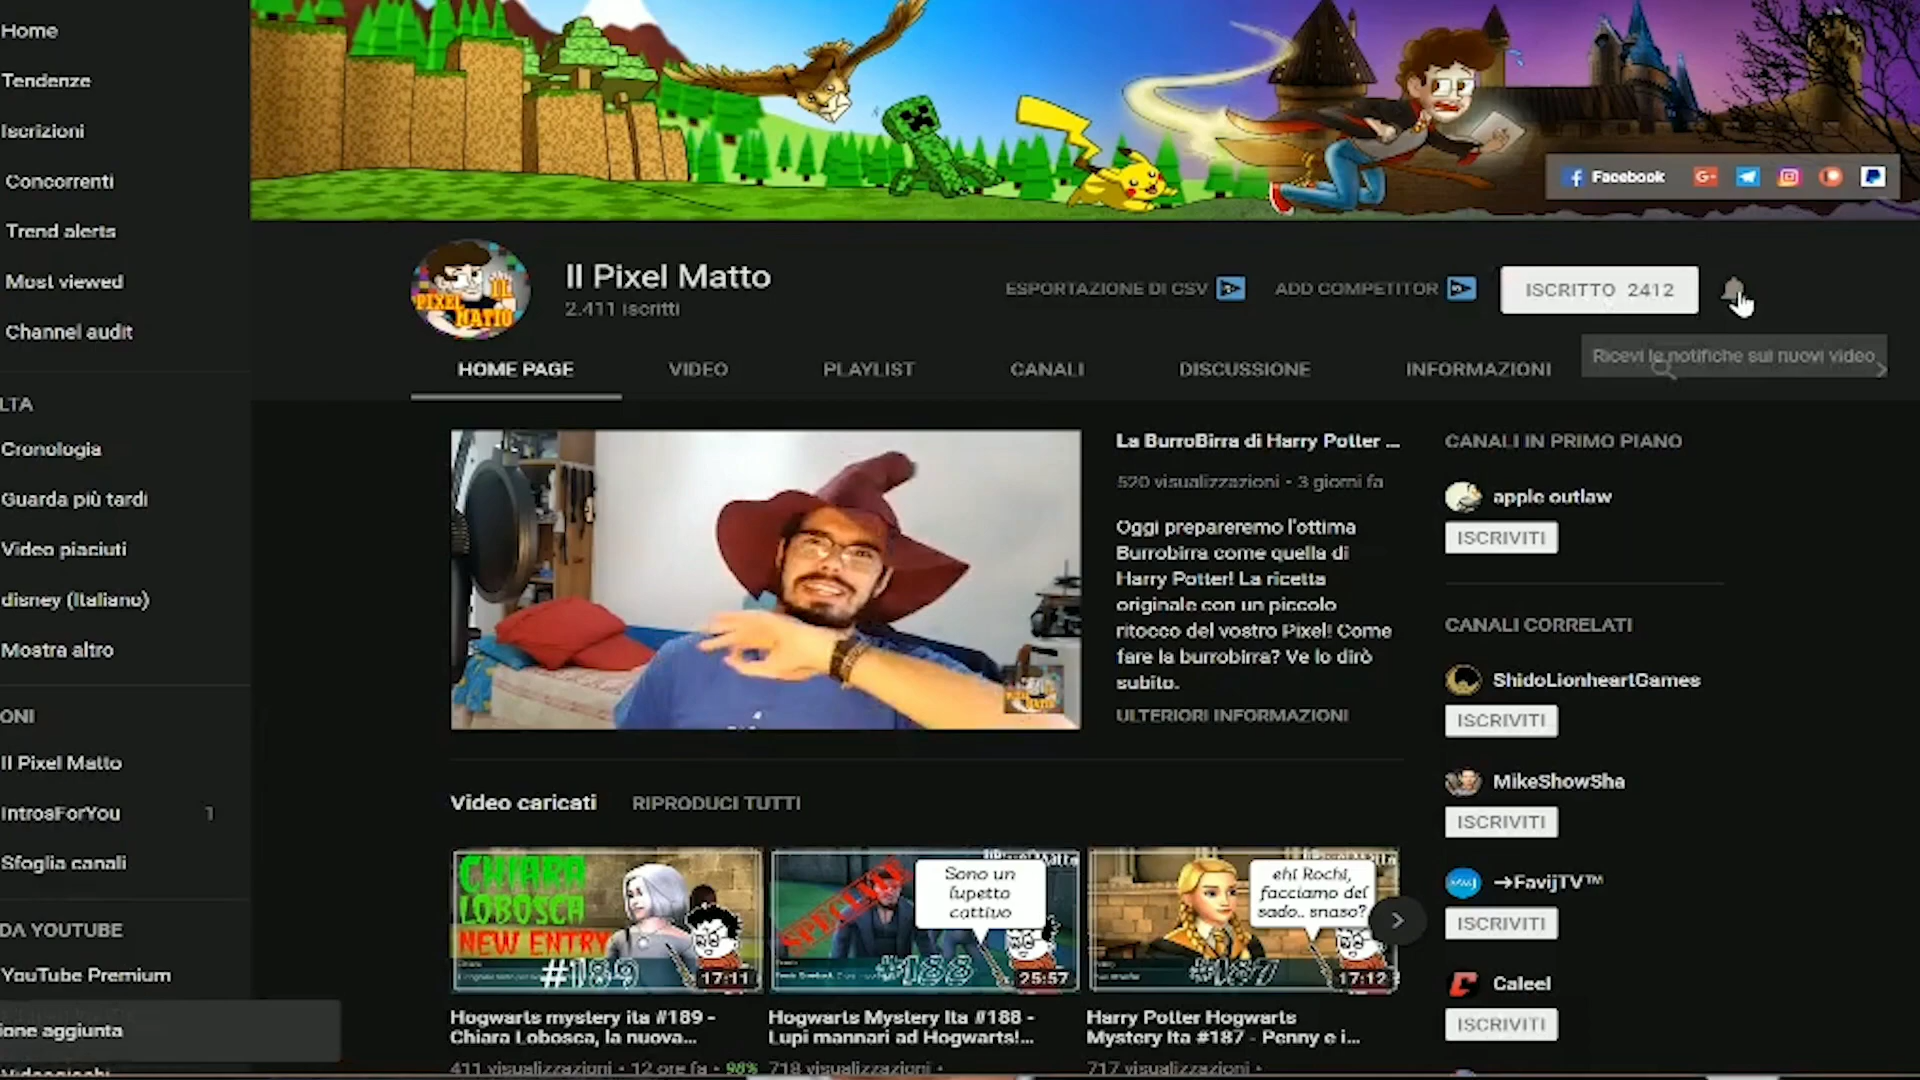 Home
Tendenze
Iscrizioni
Concorrenti
Trend alerts
Most viewed
Channel audit
LTA
Cronologia
Guarda più tardi
Video piaciuti
disney (Italiano)
Mostra altro
ONI
Il Pixel Matto
IntrosForYou 1
Sfoglia canali
DA YOUTUBE
YouTube Premium
ione aggiunta
Videogiochi
Facebook
PIXEL IL MATTO
Il Pixel Matto
2.411 iscritti
ESPORTAZIONE DI CSV
ADD COMPETITOR
ISCRITTO 2412
Ricevi le notifiche sui nuovi video
HOME PAGE VIDEO PLAYLIST CANALI DISCUSSIONE INFORMAZIONI
La BurroBirra di Harry Potter ...
520 visualizzazioni • 3 giorni fa
Oggi prepareremo l'ottima
Burrobirra come quella di
Harry Potter! La ricetta
originale con un piccolo
ritocco del vostro Pixel! Come
fare la burrobirra? Ve lo dirò
subito.
ULTERIORI INFORMAZIONI
CANALI IN PRIMO PIANO
apple outlaw
ISCRIVITI
CANALI CORRELATI
ShidoLionheartGames
ISCRIVITI
MikeShowSha
ISCRIVITI
→FavijTV™
ISCRIVITI
Caleel
ISCRIVITI
Video caricati RIPRODUCI TUTTI
CHIARA
LOBOSCA
NEW ENTRY
#189
17:11
SPECIALE
Sono un
lupetto
cattivo
#188
25:57
ehi Rochi,
facciamo del
sado.. snaso?
#187
17:12
Hogwarts mystery ita #189 -
Chiara Lobosca, la nuova...
411 visualizzazioni • 12 ore fa • 98%
Hogwarts Mystery Ita #188 -
Lupi mannari ad Hogwarts!...
718 visualizzazioni •
Harry Potter Hogwarts
Mystery Ita #187 - Penny e i...
717 visualizzazioni •